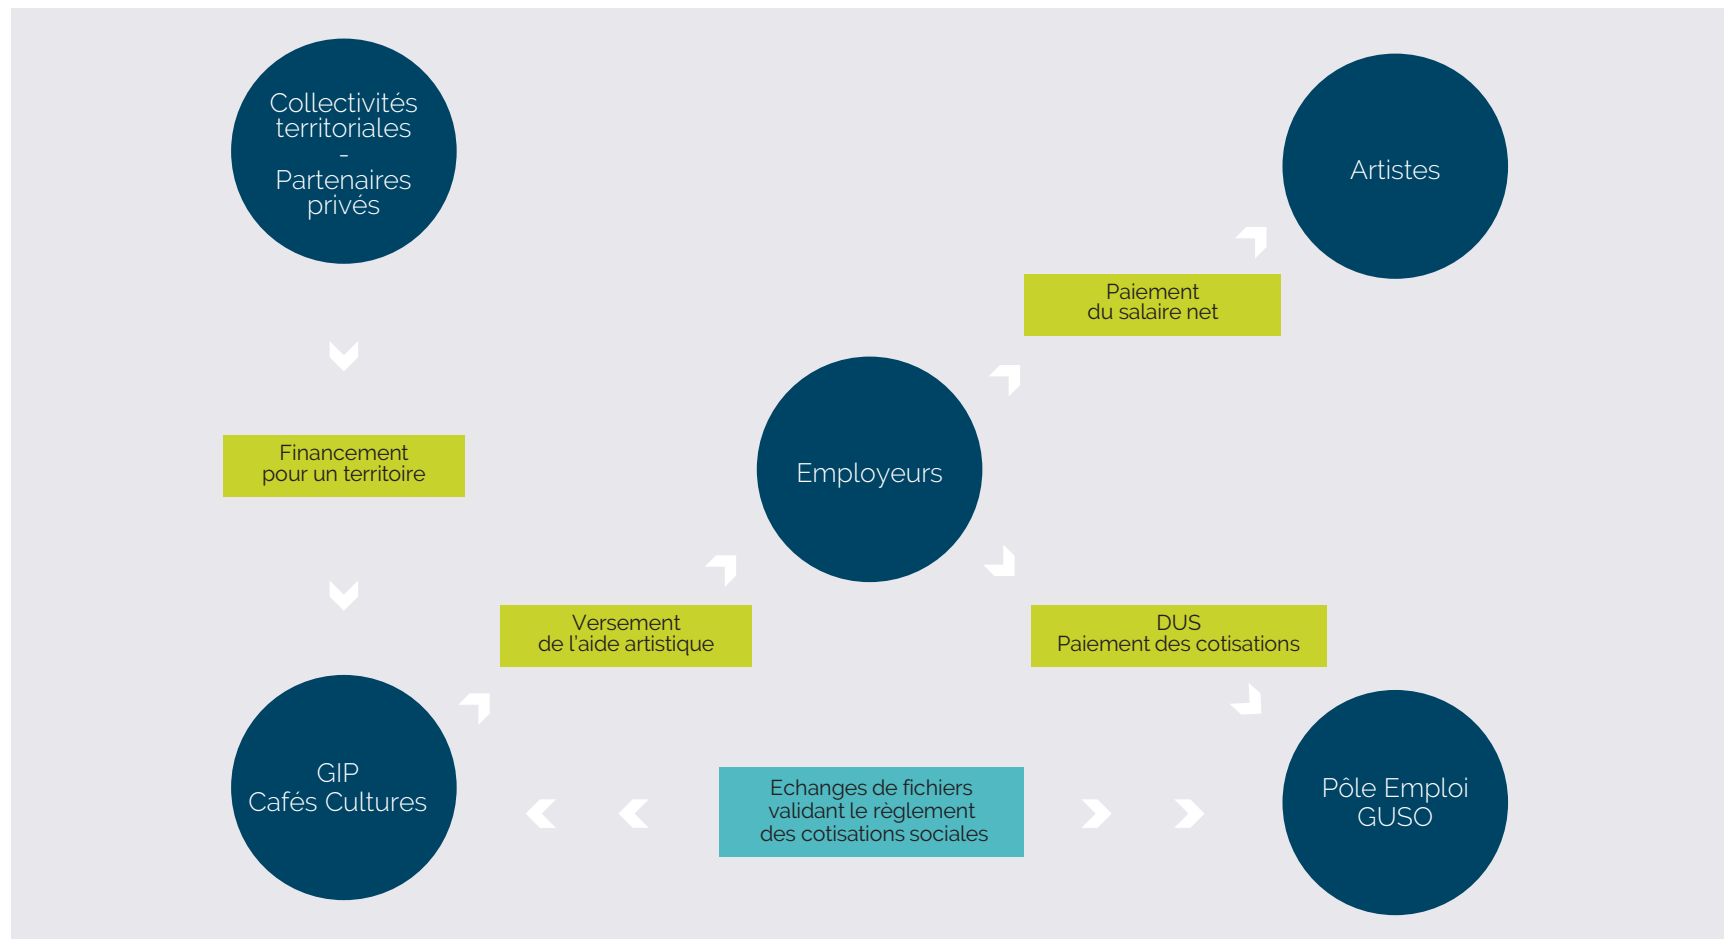 Collectivités
territoriales
-
Partenaires
privés
Artistes
Paiement
du salaire net
Financement
pour un territoire
Employeurs
Versement
de l'aide artistique
DUS
Paiement des cotisations
GIP
Cafés Cultures
Echanges de fichiers
validant le règlement
des cotisations sociales
Pôle Emploi
GUSO